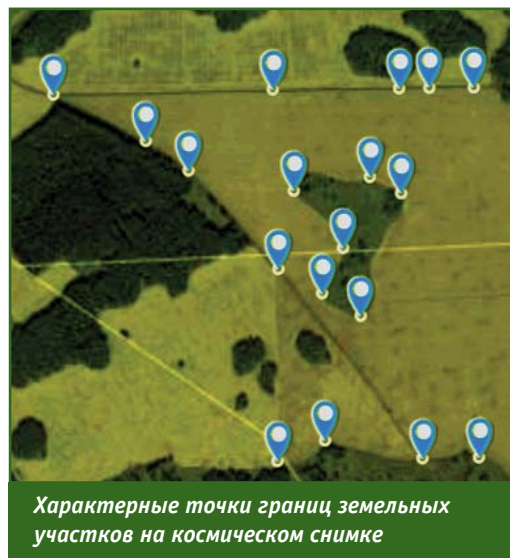 Характерные точки границ земельных
участков на космическом снимке